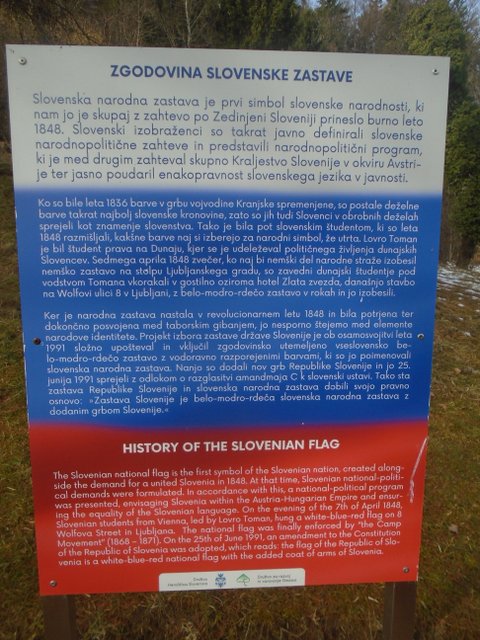 ZGODOVINA SLOVENSKE ZASTAVE
Slovenska narodna zastava je prvi simbol slovenske narodnosti, ki
nam jo je skupaj z zahtevo po Zedinjeni Sloveniji prineslo burno leto
1848. Slovenski izobraženci so takrat javno definirali slovenske
narodnopolitične zahteve in predstavili narodnopolitični program,
ki je med drugim zahteval skupno Kraljestvo Slovenije v okviru Avstri-
je ter jasno poudaril enakopravnost slovenskega jezika v javnosti.
Ko so bile leta 1836 barve v grbu vojvodine Kranjske spremenjene, so postale deželne
barve takrat najbolj slovenske kronovine, zato so jih tudi Slovenci v obrobnih deželah
sprejeli kot znamenje slovenstva. Tako je bila pot slovenskim študentom, ki so leta
1848 razmišljali, kakšne barve naj si izberejo za narodni simbol, že utrta. Lovro Toman
je bil študent prava na Dunaju, kjer se je udeleževal političnega življenja dunajskih
Slovencev. Sedmega aprila 1848 zvečer, ko naj bi nemški del narodne straže izobesil
nemško zastavo na stolpu Ljubljanskega gradu, so zavedni dunajski študentje pod
vodstvom Tomana vkorakali v gostilno oziroma hotel Zlata zvezda, današnjo stavbo
na Wolfovi ulici 8 v Ljubljani, z belo-modro-rdečo zastavo v rokah in jo izobesili.
Ker je narodna zastava nastala v revolucionarnem letu 1848 in bila potrjena ter
dokončno posvojena med taborskim gibanjem, jo nesporno štejemo med elemente
narodove identitete. Projekt izbora zastave države Slovenije je ob osamosvojitvi leta
1991 složno upošteval in vključil zgodovinsko utemeljeno vseslovensko be-
lo-modro-rdečo zastavo z vodoravno razporejenimi barvami, ki so jo poimenovali
slovenska narodna zastava. Nanjo so dodali nov grb Republike Slovenije in jo 25.
junija 1991 sprejeli z odlokom o razglasitvi amandmaja C k slovenski ustavi. Tako sta
zastava Republike Slovenije in slovenska narodna zastava dobili svojo pravno
osnovo: »Zastava Slovenije je belo-modro-rdeča slovenska narodna zastava z
dodanim grbom Slovenije.«
HISTORY OF THE SLOVENIAN FLAG
The Slovenian national flag is the first symbol of the Slovenian nation, created along-
side the demand for a united Slovenia in 1848. At that time, Slovenian national-politi-
cal demands were formulated. In accordance with this, a national-political program
was presented, envisaging Slovenia within the Austria-Hungarian Empire and ensur-
ing the equality of the Slovenian language. On the evening of the 7th of April 1848,
Slovenian students from Vienna, led by Lovro Toman, hung a white-blue-red flag on 8
Wolfova Street in Ljubljana. The national flag was finally enforced by "the Camp
Movement" (1868 – 1871). On the 25th of June 1991, an amendment to the Constitution
of the Republic of Slovenia was adopted, which reads: the flag of the Republic of Slo-
venia is a white-blue-red national flag with the added coat of arms of Slovenia.